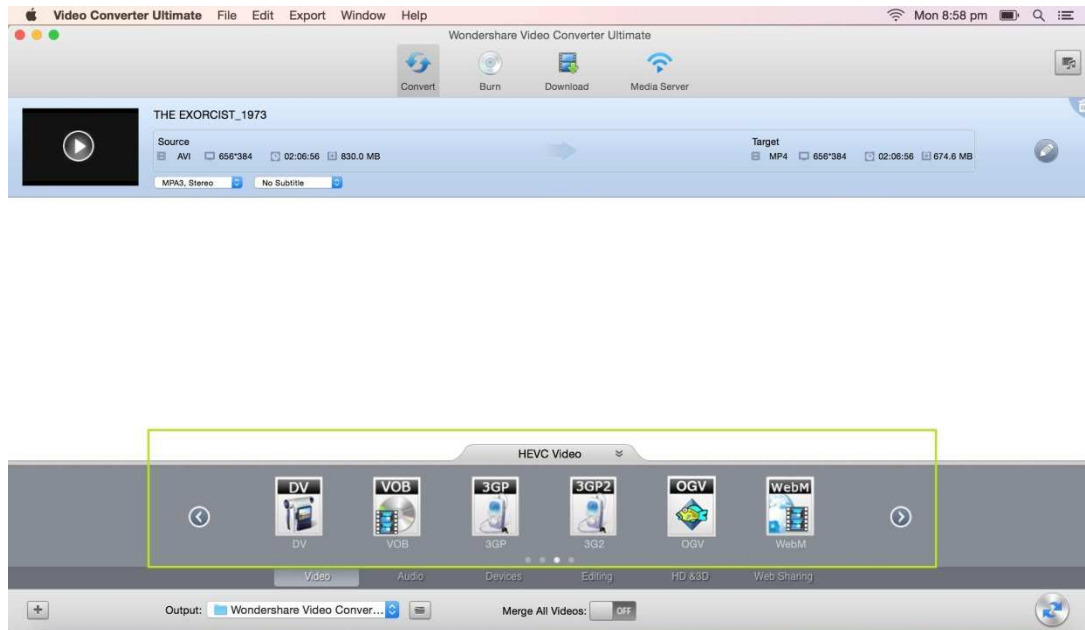 Video Converter Ultimate File Edit Export Window Help Mon 8:58 pm
Wondershare Video Converter Ultimate
Convert Burn Download Media Server
THE EXORCIST_1973
Source Target
AVI 656*384 02:06:56 830.0 MB MP4 656*384 02:06:56 674.6 MB
MPA3, Stereo No Subtitle
HEVC Video
DV VOB 3GP 3GP2 OGV WebM
DV VOB 3GP 3G2 OGV WebM
Video Audio Devices Editing HD &3D Web Sharing
Output: Wondershare Video Conver... Merge All Videos: OFF